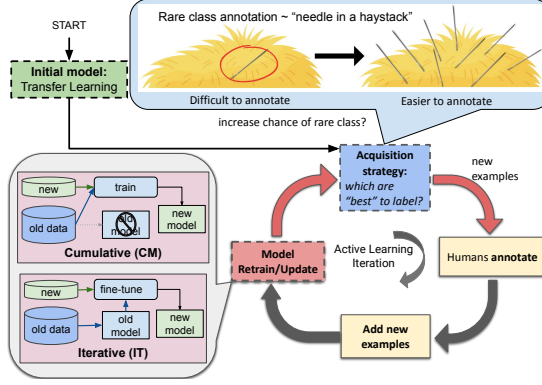 Rare class annotation ~ “needle in a haystack”
START
Initial model:
Transfer Learning
Difficult to annotate
Easier to annotate
increase chance of rare class?
Acquisition
strategy:
which are
“best” to label?
new
examples
new
train
old data
old
model
new
model
Cumulative (CM)
Model
Retrain/Update
Active Learning
Iteration
Humans annotate
new
fine-tune
old data
old
model
new
model
Iterative (IT)
Add new
examples